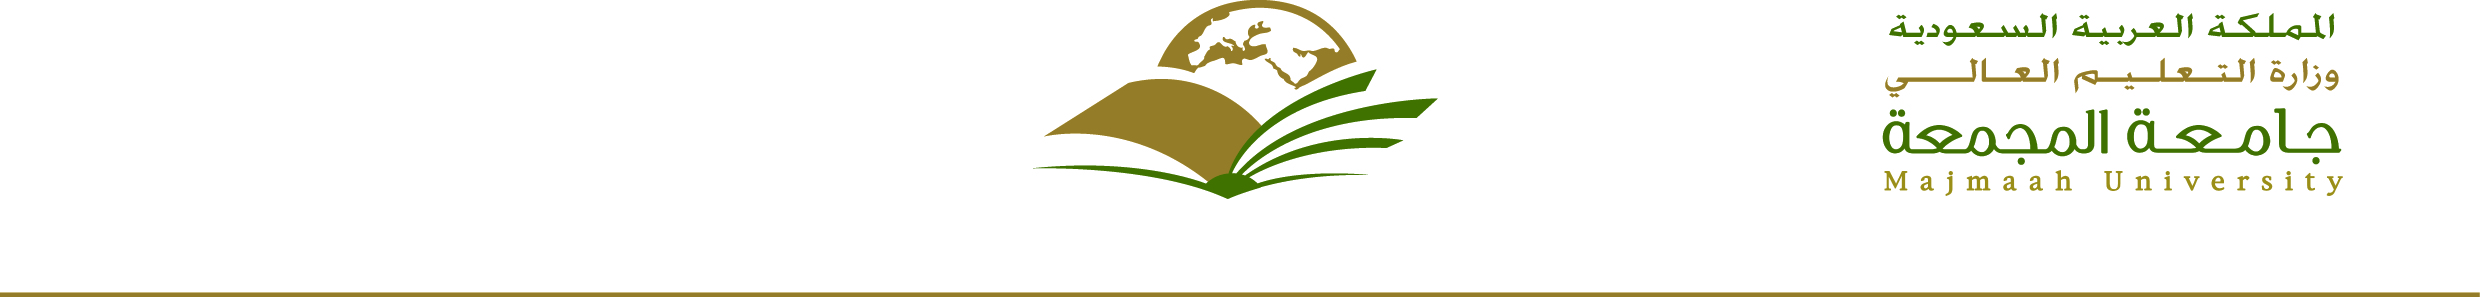 المملكة العربية السعودية
وزارة التعليم العالي
جامعة المجمعة
Majmaah University